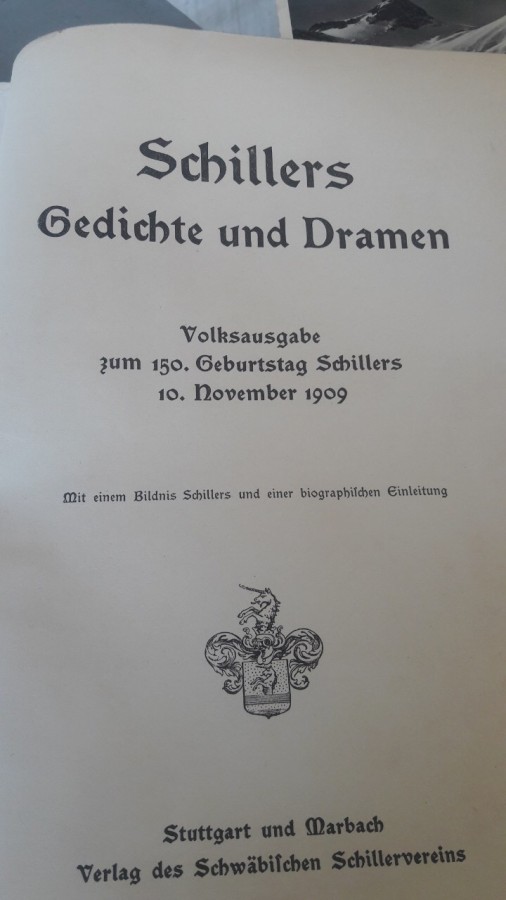 Schillers
Gedichte und Dramen
Volksausgabe
zum 150. Geburtstag Schillers
10. November 1909
Mit einem Bildnis Schillers und einer biographiſchen Einleitung
Stuttgart und Marbach
Verlag des Schwäbiſchen Schillervereins